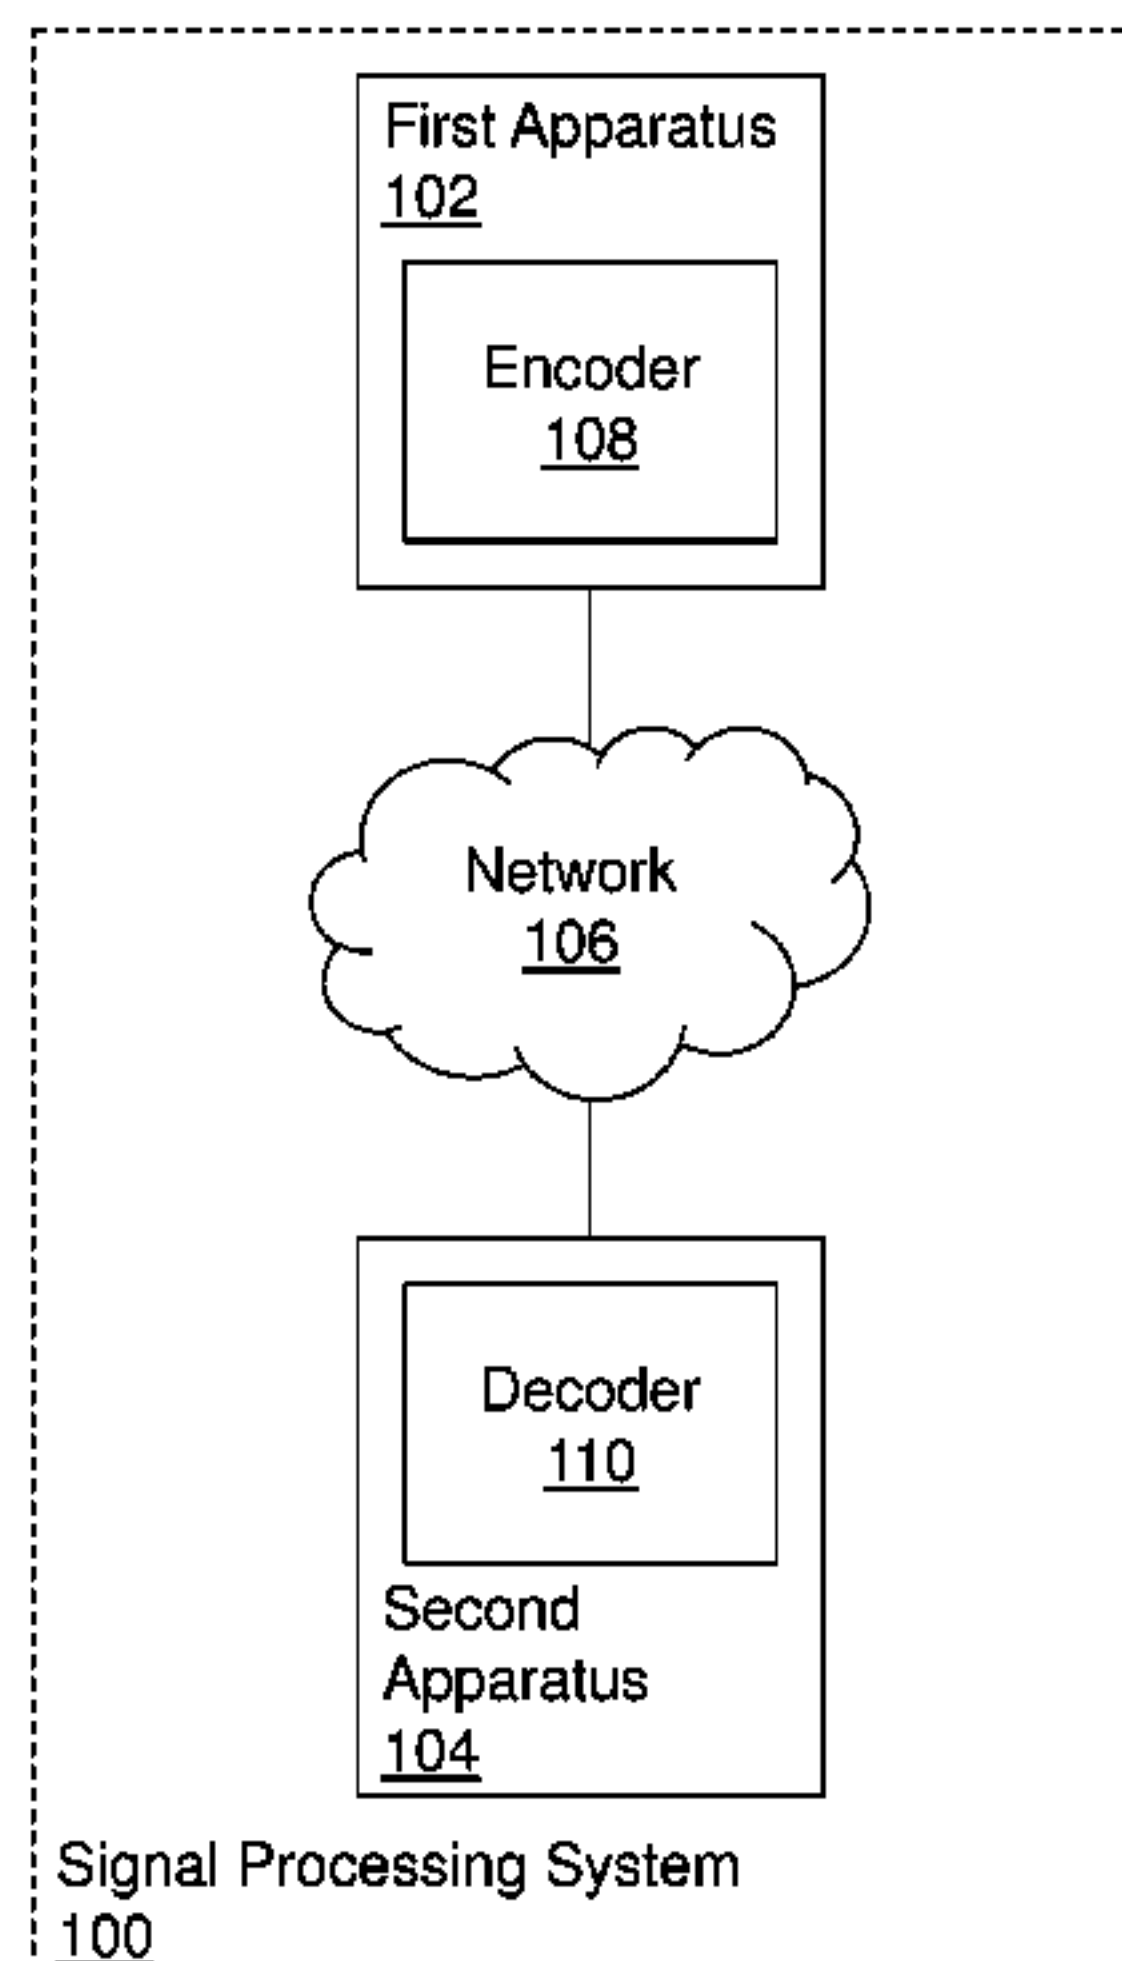 First Apparatus
102
Encoder
108
Network
106
Decoder
110
Second
Apparatus
104
Signal Processing System
100